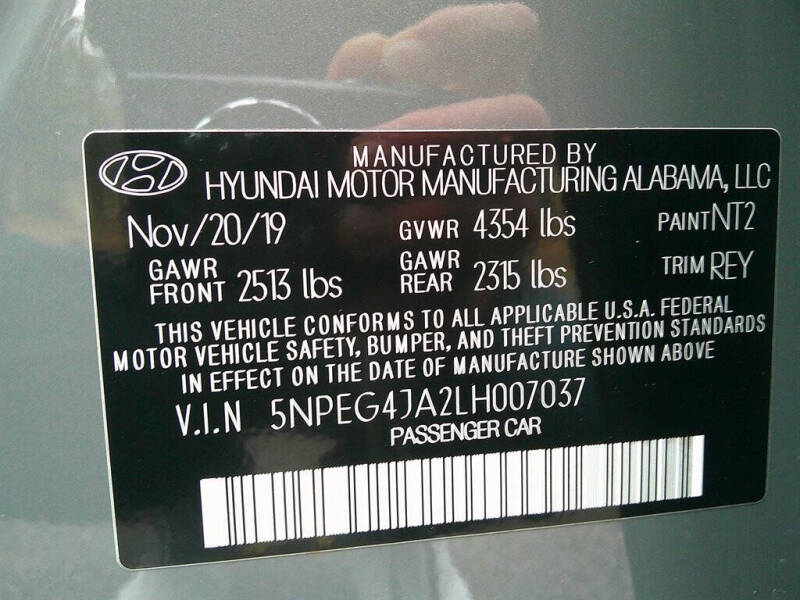 MANUFACTURED BY
HYUNDAI MOTOR MANUFACTURING ALABAMA, LLC
Nov/20/19 GVWR 4354 lbs PAINT NT2
GAWR FRONT 2513 lbs GAWR REAR 2315 lbs TRIM REY
THIS VEHICLE CONFORMS TO ALL APPLICABLE U.S.A. FEDERAL
MOTOR VEHICLE SAFETY, BUMPER, AND THEFT PREVENTION STANDARDS
IN EFFECT ON THE DATE OF MANUFACTURE SHOWN ABOVE
V.I.N 5NPEG4JA2LH007037
PASSENGER CAR